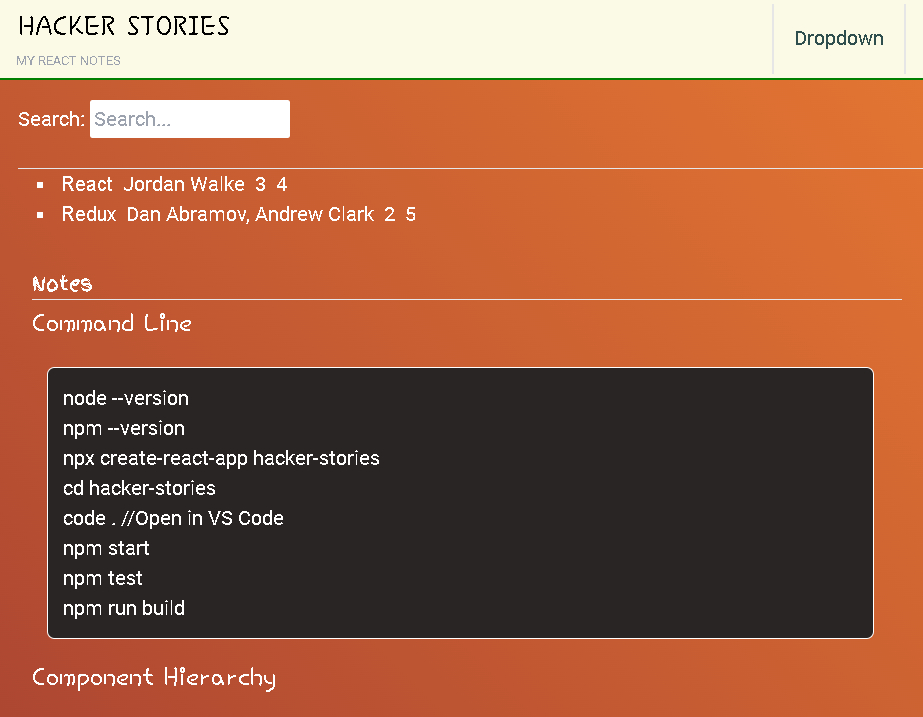 HACKER STORIES
MY REACT NOTES
Dropdown
Search: Search...
React Jordan Walke 3 4
Redux Dan Abramov, Andrew Clark 2 5
Notes
Command Line
node --version
npm --version
npx create-react-app hacker-stories
cd hacker-stories
code . //Open in VS Code
npm start
npm test
npm run build
Component Hierarchy